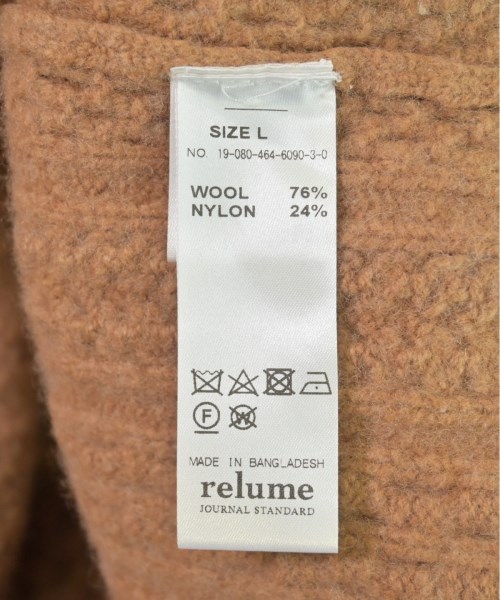 SIZE L
NO. 19-080-464-6090-3-0
WOOL 76%
NYLON 24%
F W
MADE IN BANGLADESH
relume
JOURNAL STANDARD